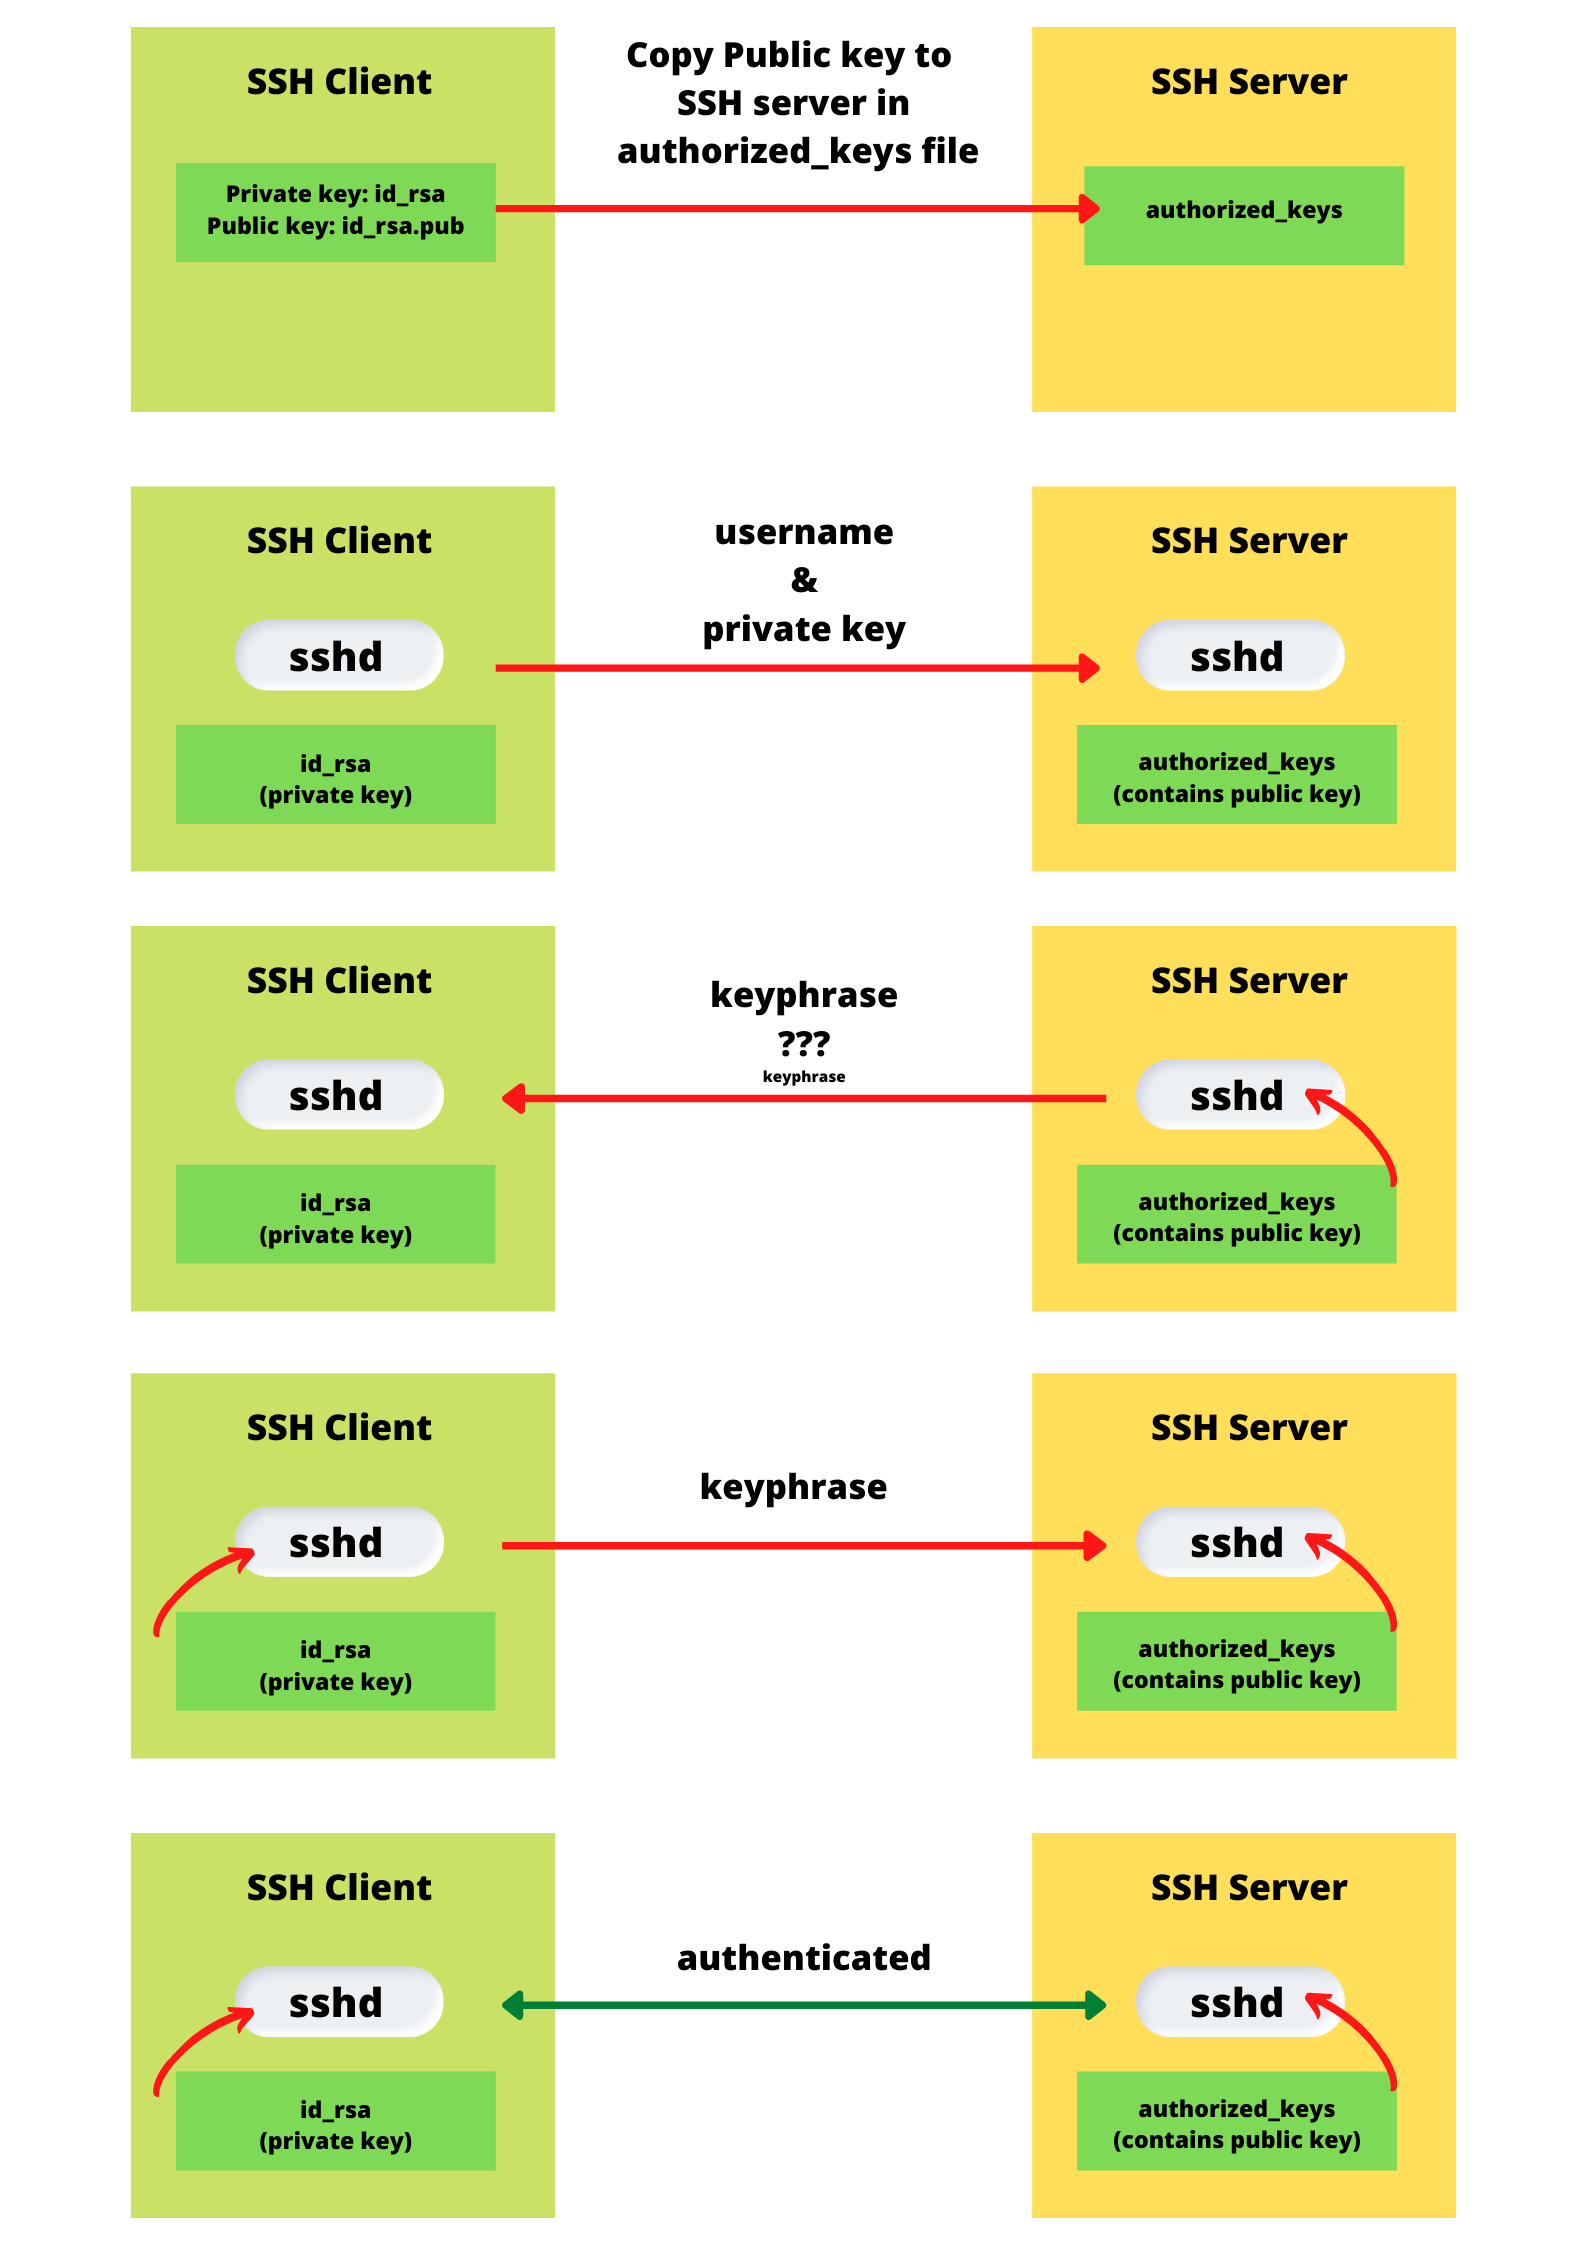 SSH Client
Copy Public key to
SSH server in
authorized_keys file
SSH Server
Private key: id_rsa
Public key: id_rsa.pub
authorized_keys
SSH Client
username
&
private key
SSH Server
sshd
sshd
id_rsa
(private key)
authorized_keys
(contains public key)
SSH Client
keyphrase
???
keyphrase
SSH Server
sshd
sshd
id_rsa
(private key)
authorized_keys
(contains public key)
SSH Client
keyphrase
SSH Server
sshd
sshd
id_rsa
(private key)
authorized_keys
(contains public key)
SSH Client
authenticated
SSH Server
sshd
sshd
id_rsa
(private key)
authorized_keys
(contains public key)